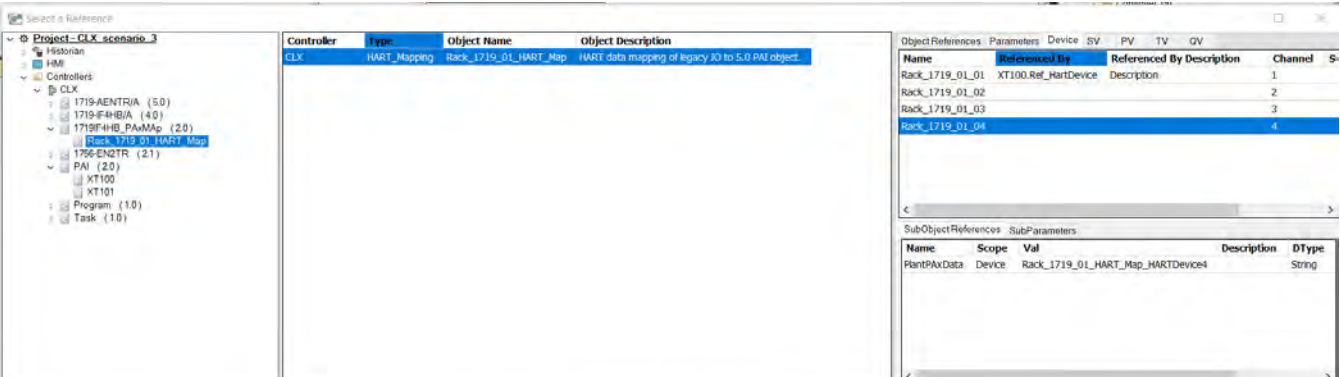 Select a Reference
Project - CLX_scenario_3
Historian
HMI
Controllers
CLX
1719-AENTR/A (5.0)
1719-IF4HB/A (4.0)
1719IF4HB_PAxMAp (2.0)
Rack_1719_01_HART_Map
1756-EN2TR (2.1)
PAI (2.0)
XT100
XT101
Program (1.0)
Task (1.0)
Controller Type Object Name Object Description
CLX HART_Mapping Rack_1719_01_HART_Map HART data mapping of legacy IO to 5.0 PAI object.
Object References Parameters Device SV PV TV QV
Name Referenced By Referenced By Description Channel S
Rack_1719_01_01 XT100.Ref_HartDevice Description 1
Rack_1719_01_02 2
Rack_1719_01_03 3
Rack_1719_01_04 4
SubObjectReferences SubParameters
Name Scope Val Description DType
PlantPAxData Device Rack_1719_01_HART_Map_HARTDevice4 String